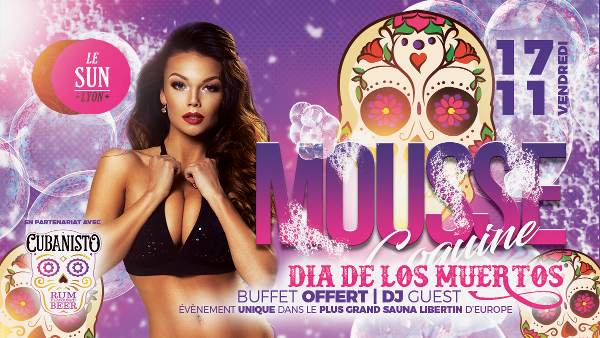 LE
SUN
LYON
17
11
VENDREDI
MOUSSE
Coquine
EN PARTENARIAT AVEC
CUBANISTO
RUM
BEER
DIA DE LOS MUERTOS
BUFFET OFFERT | DJ GUEST
ÉVÈNEMENT UNIQUE DANS LE PLUS GRAND SAUNA LIBERTIN D'EUROPE